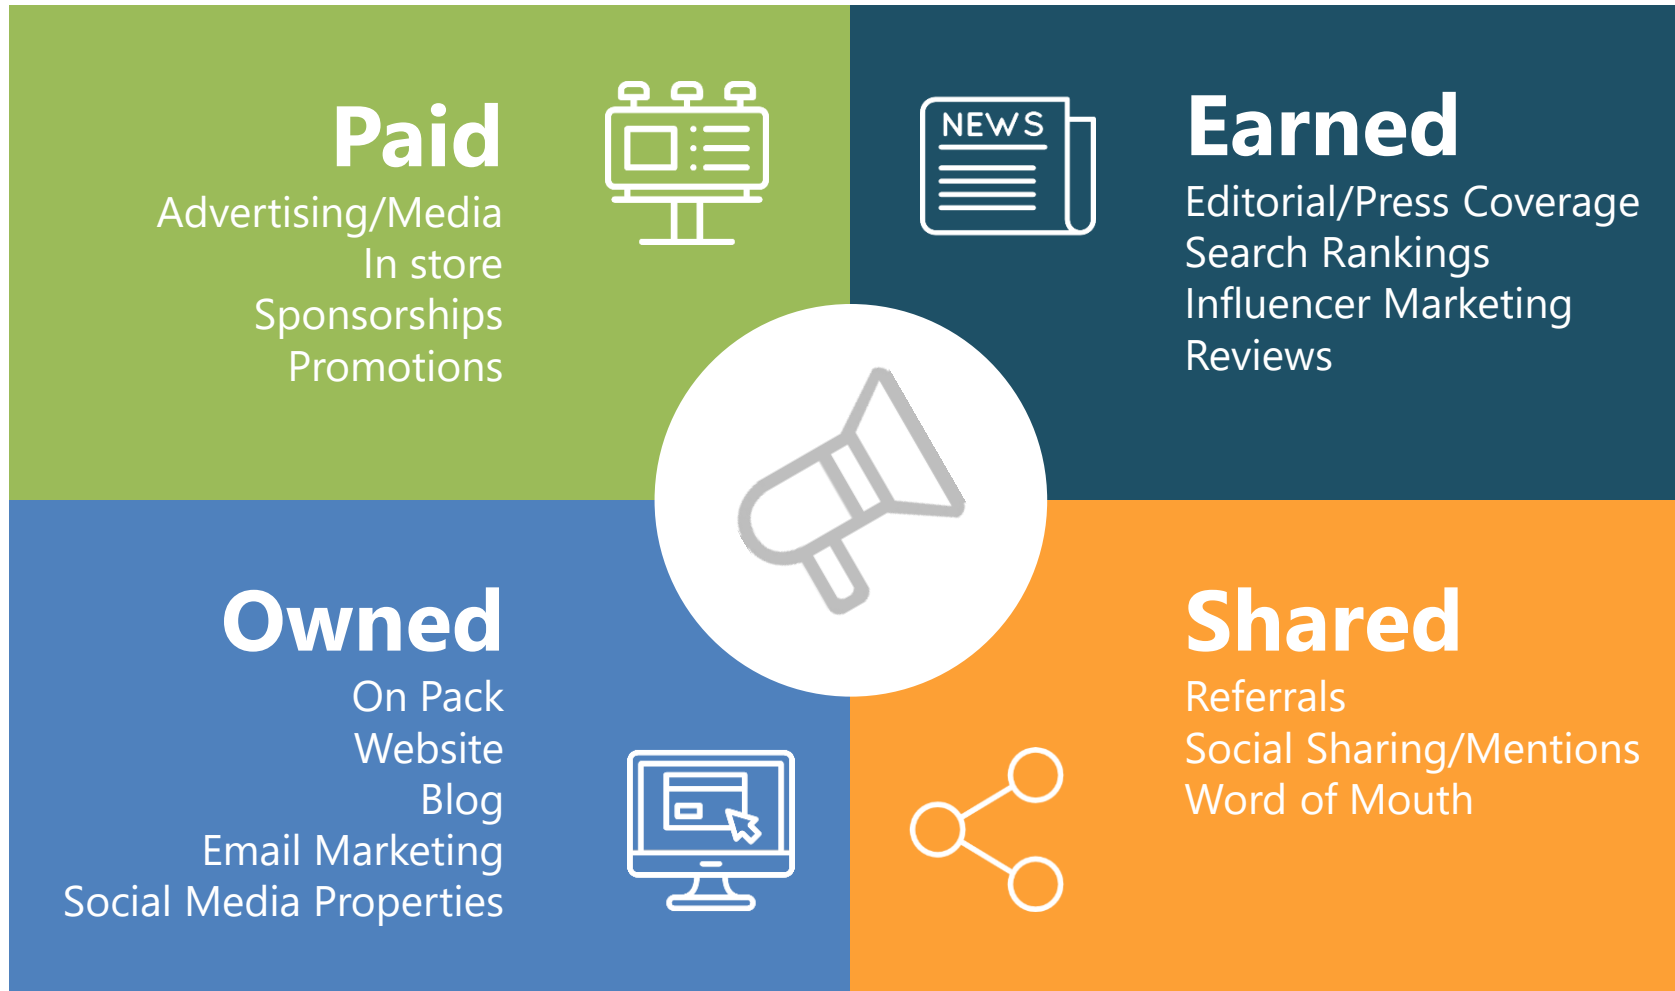 Paid
Advertising/Media
In store
Sponsorships
Promotions
NEWS
Earned
Editorial/Press Coverage
Search Rankings
Influencer Marketing
Reviews
Owned
On Pack
Website
Blog
Email Marketing
Social Media Properties
Shared
Referrals
Social Sharing/Mentions
Word of Mouth